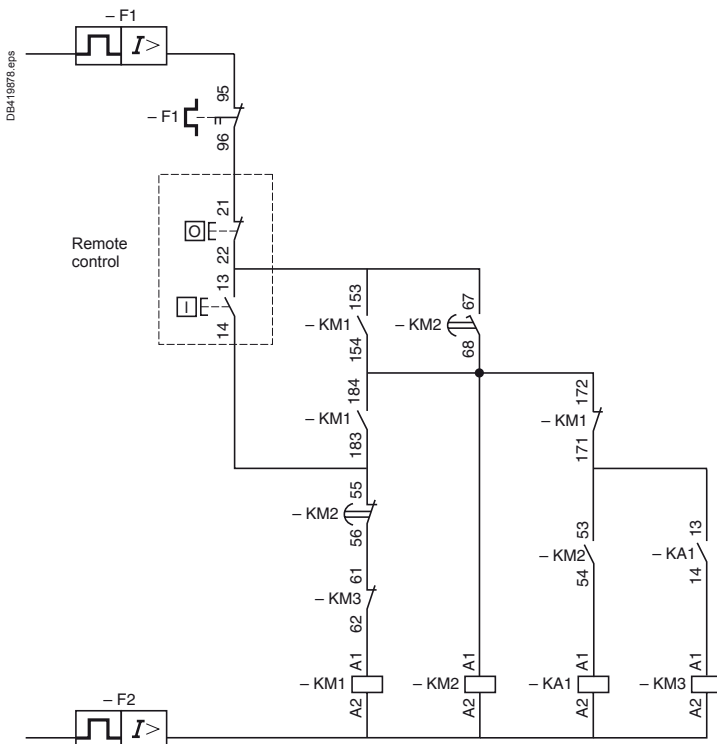 – F1
I>
DB419878.eps
95
– F1
96
21
O
22
Remote
control
13
I
14
153
– KM1
154
67
– KM2
68
184
– KM1
183
172
– KM1
171
55
– KM2
56
53
– KM2
54
13
– KA1
14
61
– KM3
62
A1
– KM1
A2
A1
– KM2
A2
A1
– KA1
A2
A1
– KM3
A2
– F2
I>